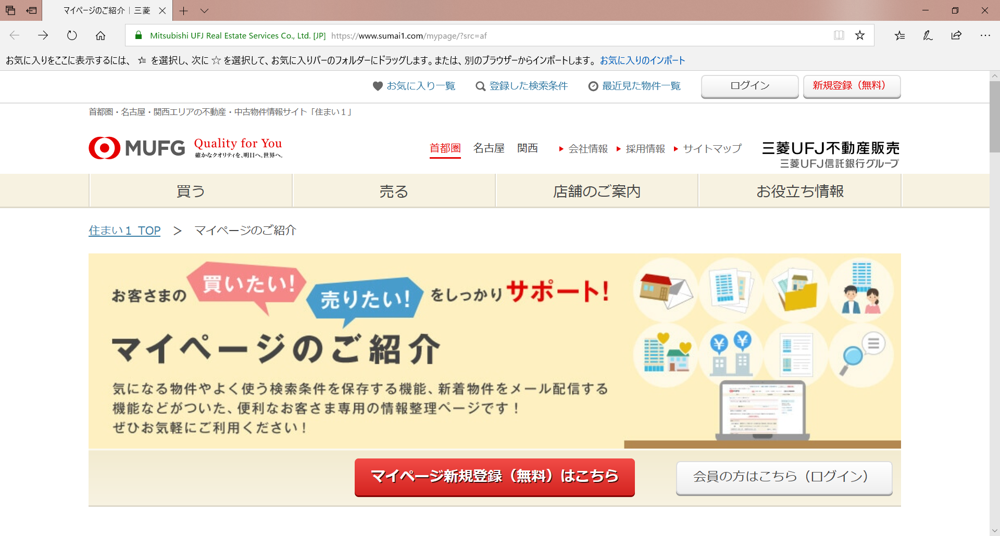 マイページのご紹介｜三菱
Mitsubishi UFJ Real Estate Services Co., Ltd. [JP] https://www.sumai1.com/mypage/?src=af
お気に入りをここに表示するには、 を選択し、次に ☆ を選択して、お気に入りバーのフォルダーにドラッグします。または、別のブラウザーからインポートします。 お気に入りのインポート
お気に入り一覧 登録した検索条件 最近見た物件一覧 ログイン 新規登録（無料）
首都圏・名古屋・関西エリアの不動産・中古物件情報サイト「住まい１」
MUFG Quality for You
確かなクオリティを、明日へ。世界へ。
首都圏 名古屋 関西 会社情報 採用情報 サイトマップ
三菱UFJ不動産販売
三菱UFJ信託銀行グループ
買う 売る 店舗のご案内 お役立ち情報
住まい１ TOP ＞ マイページのご紹介
お客さまの 買いたい! 売りたい! をしっかり サポート!
マイページのご紹介
気になる物件やよく使う検索条件を保存する機能、新着物件をメール配信する
機能などがついた、便利なお客さま専用の情報整理ページです！
ぜひお気軽にご利用ください！
マイページ新規登録（無料）はこちら
会員の方はこちら（ログイン）